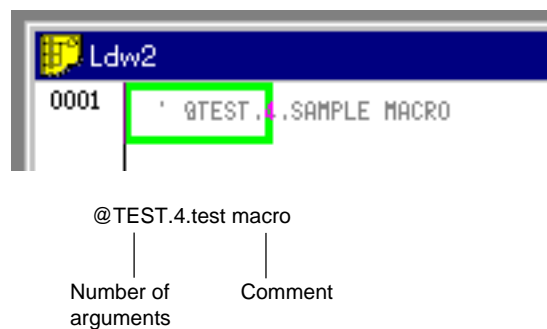 Ldw2
0001 ' @TEST.4.SAMPLE MACRO
@TEST.4.test macro
Number of arguments
Comment